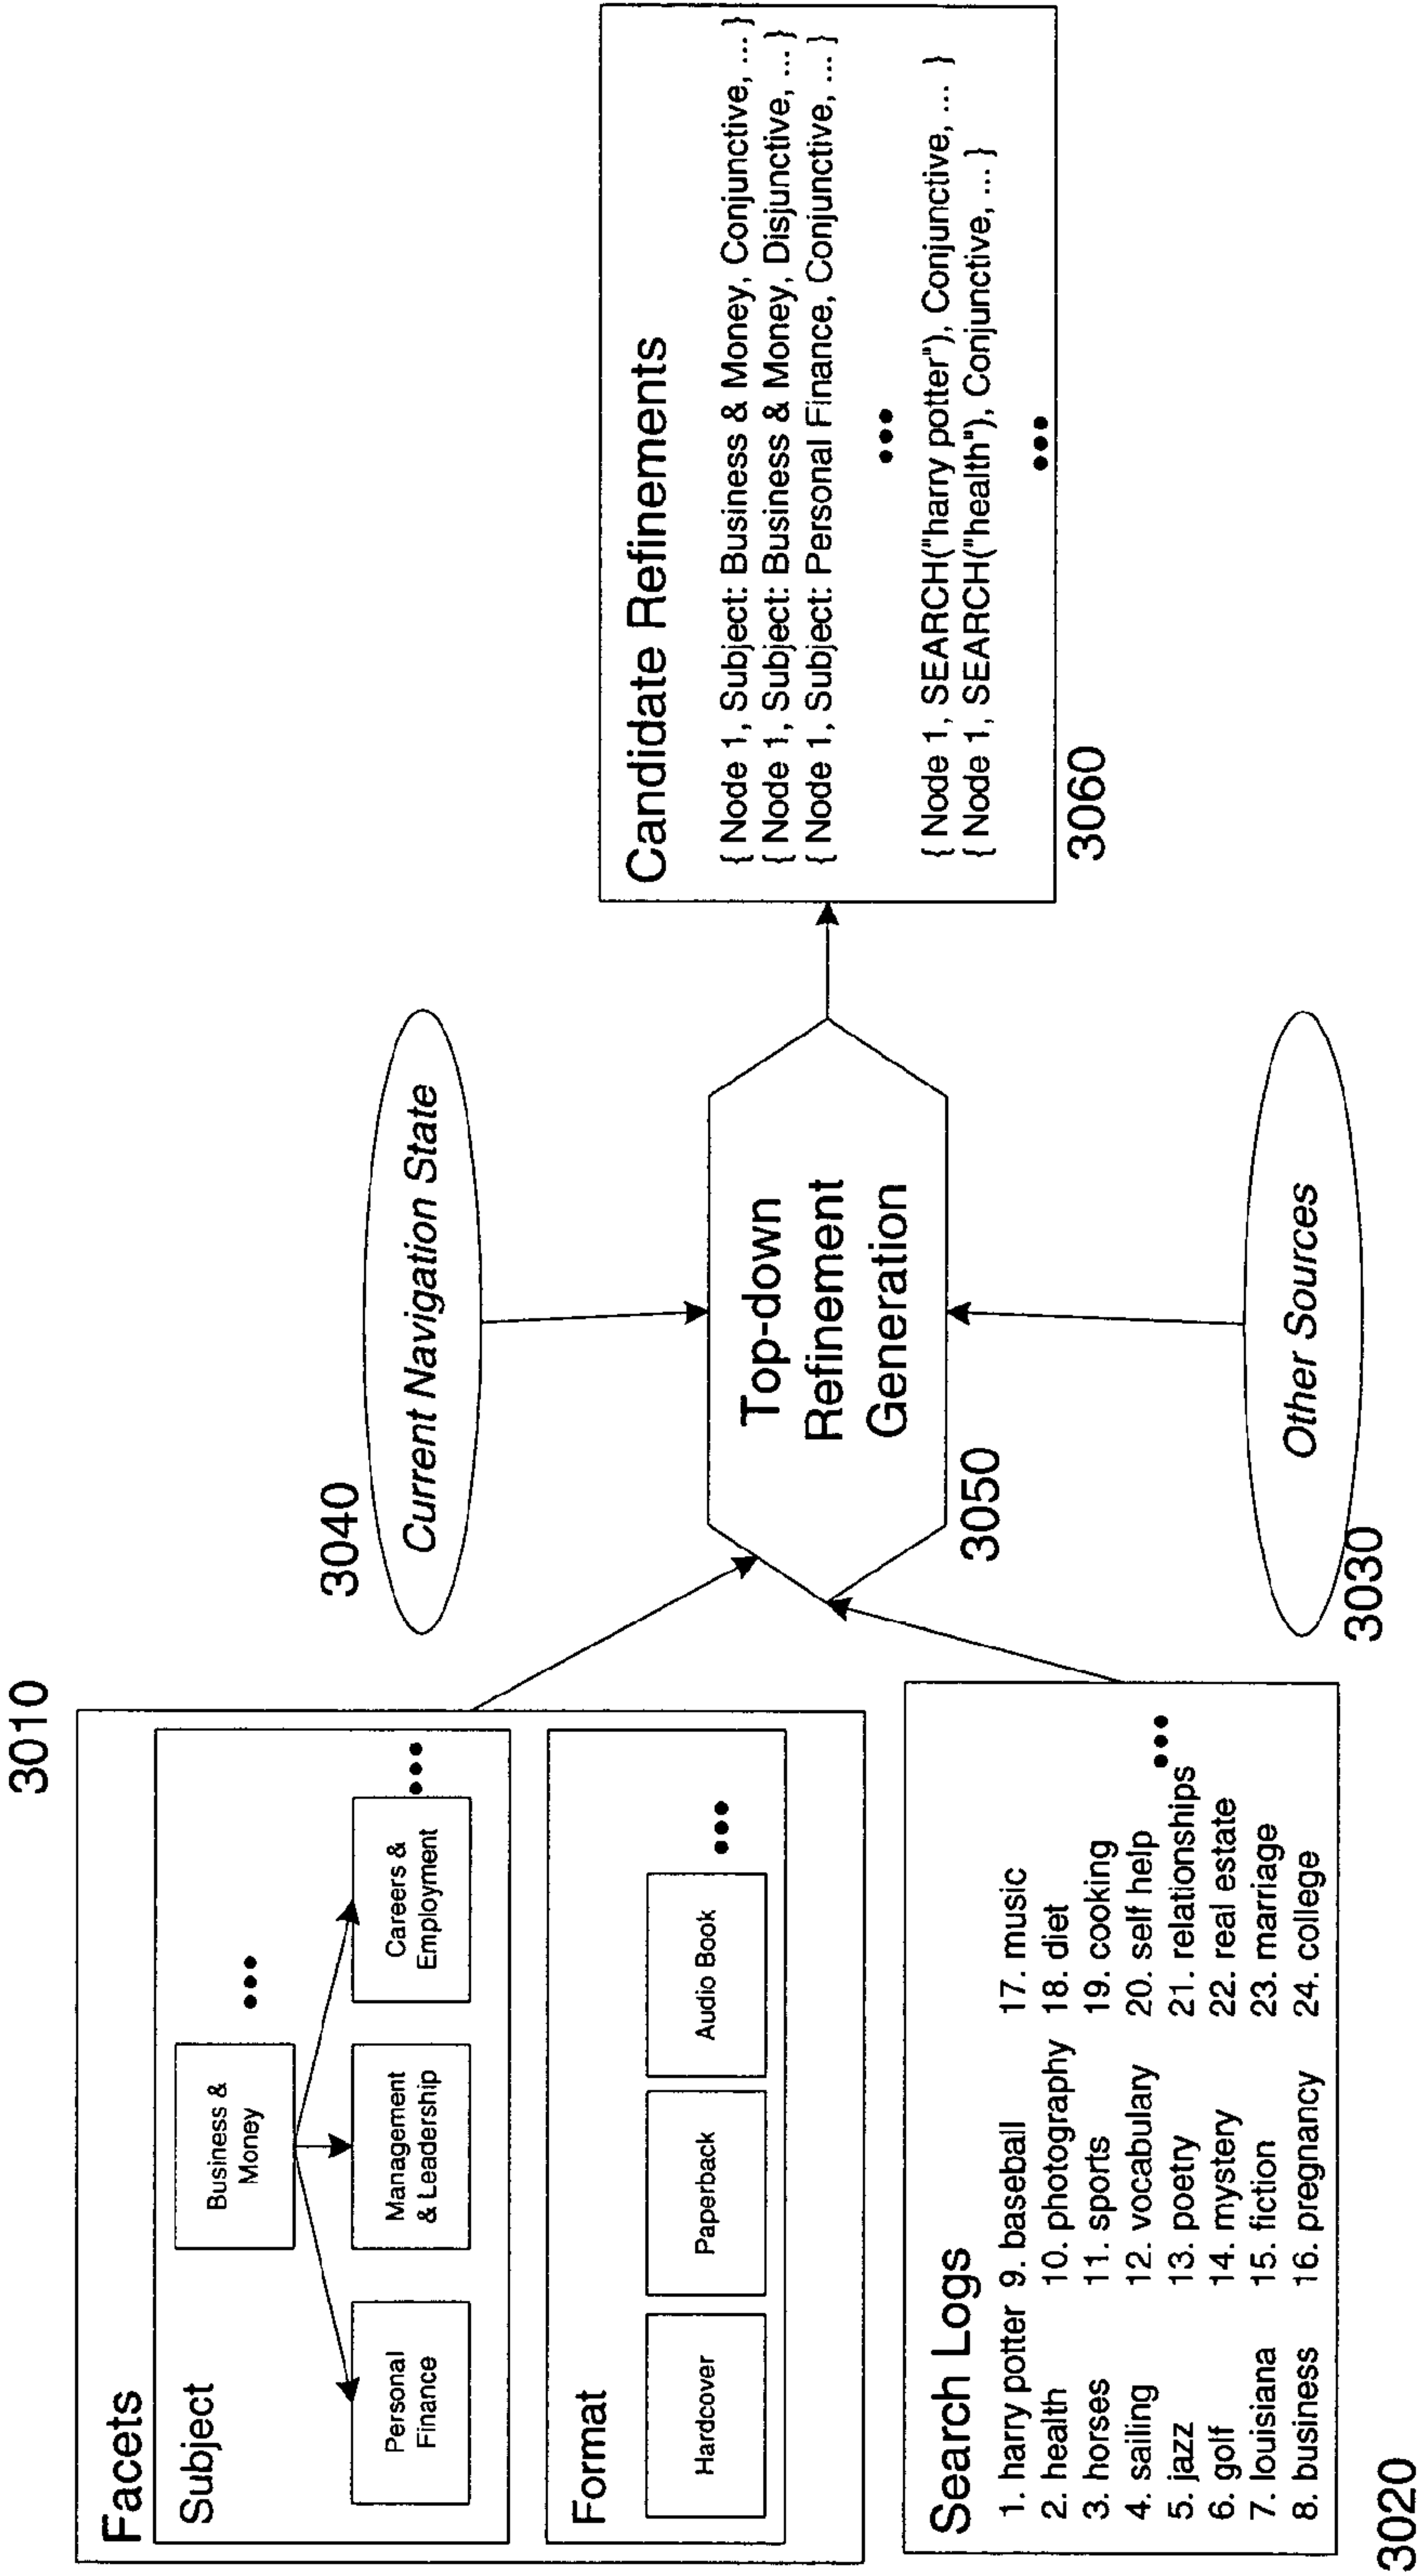 3010
Facets
Subject
Business &
Money
•••
Personal
Finance
Management
& Leadership
Careers &
Employment
•••
Format
Hardcover
Paperback
Audio Book
•••
Search Logs
1. harry potter 9. baseball 17. music
2. health 10. photography 18. diet
3. horses 11. sports 19. cooking
4. sailing 12. vocabulary 20. self help
5. jazz 13. poetry 21. relationships •••
6. golf 14. mystery 22. real estate
7. louisiana 15. fiction 23. marriage
8. business 16. pregnancy 24. college
3020
3040
Current Navigation State
Top-down
Refinement
Generation
3050
Other Sources
3030
Candidate Refinements
{ Node 1, Subject: Business & Money, Conjunctive, ... }
{ Node 1, Subject: Business & Money, Disjunctive, ... }
{ Node 1, Subject: Personal Finance, Conjunctive, ... }
•••
{ Node 1, SEARCH("harry potter"), Conjunctive, ... }
{ Node 1, SEARCH("health"), Conjunctive, ... }
•••
3060